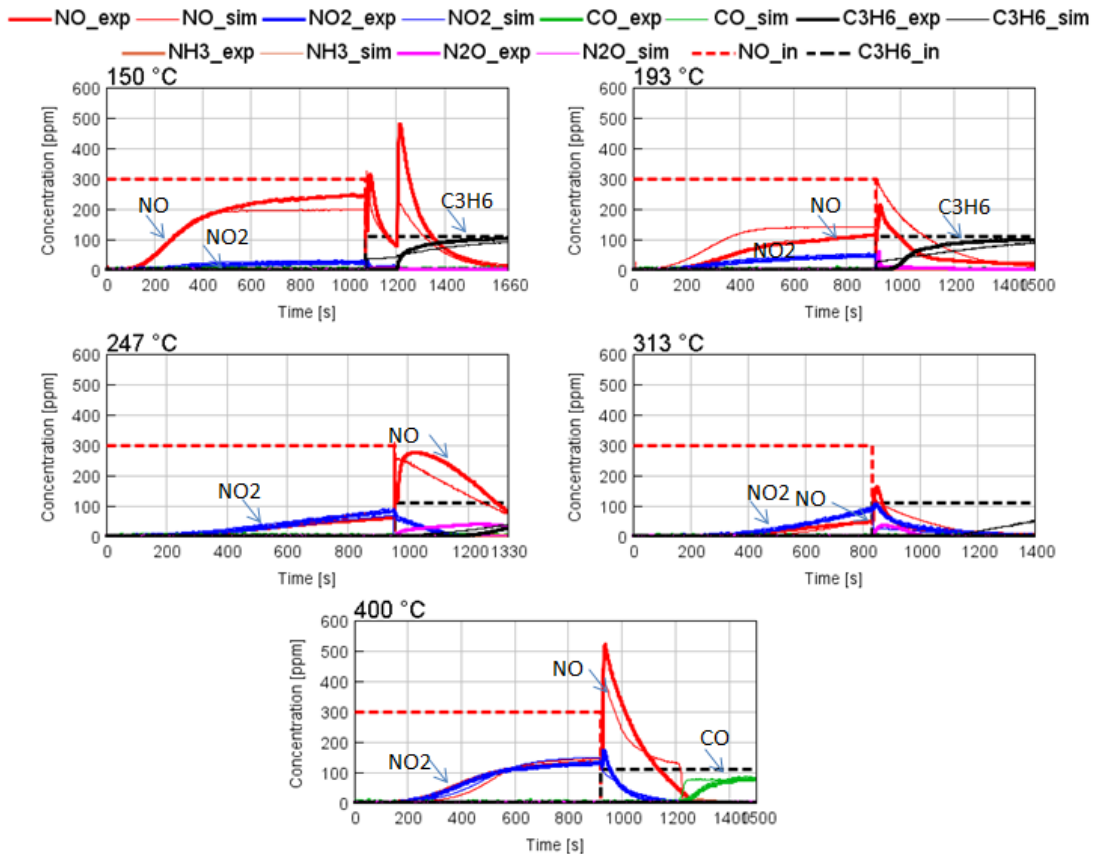 NO_exp NO_sim NO2_exp NO2_sim CO_exp CO_sim C3H6_exp C3H6_sim
NH3_exp NH3_sim N2O_exp N2O_sim NO_in C3H6_in
150 °C
600
500
400
300
200
100
0
Concentration [ppm]
NO
NO2
C3H6
0 200 400 600 800 1000 1200 1400 1660
Time [s]
193 °C
600
500
400
300
200
100
0
Concentration [ppm]
NO
NO2
C3H6
0 200 400 600 800 1000 1200 1400 1500
Time [s]
247 °C
600
500
400
300
200
100
0
Concentration [ppm]
NO2
NO
0 200 400 600 800 1000 1200 1330
Time [s]
313 °C
600
500
400
300
200
100
0
Concentration [ppm]
NO2
NO
0 200 400 600 800 1000 1200 1400
Time [s]
400 °C
600
500
400
300
200
100
0
Concentration [ppm]
NO2
NO
CO
0 200 400 600 800 1000 1200 1400 1500
Time [s]